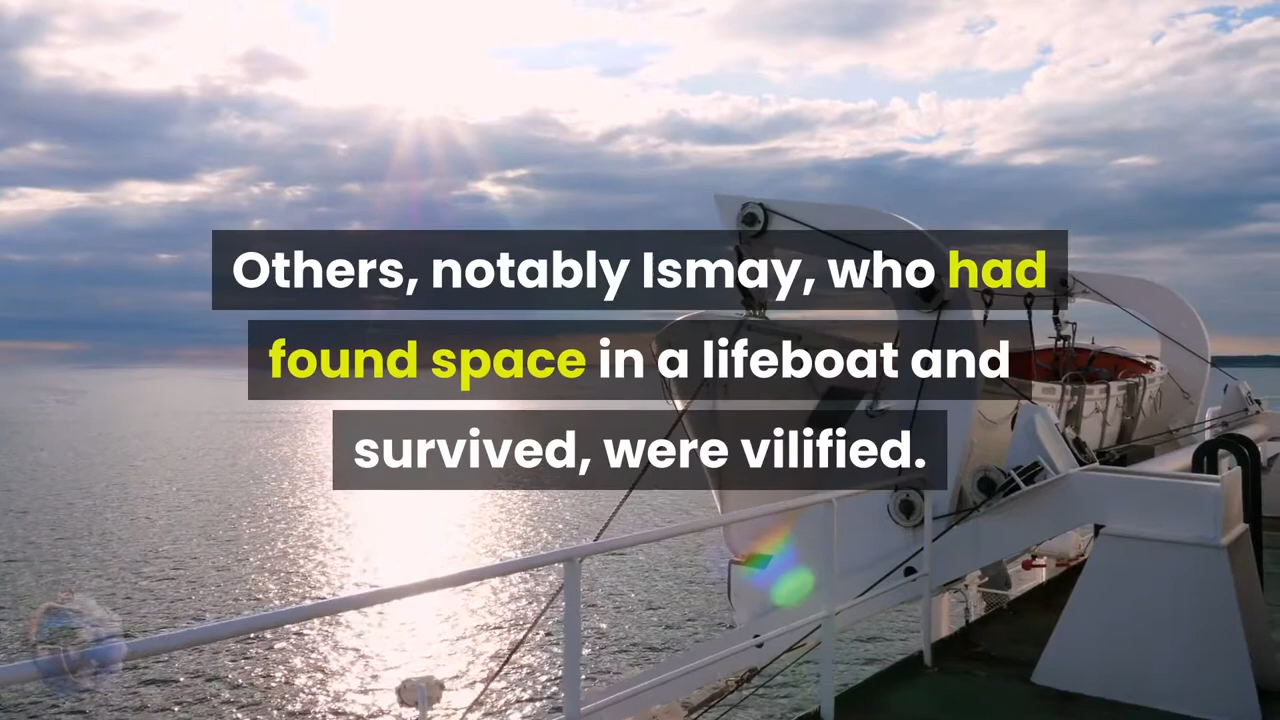 Others, notably Ismay, who had
found space in a lifeboat and
survived, were vilified.